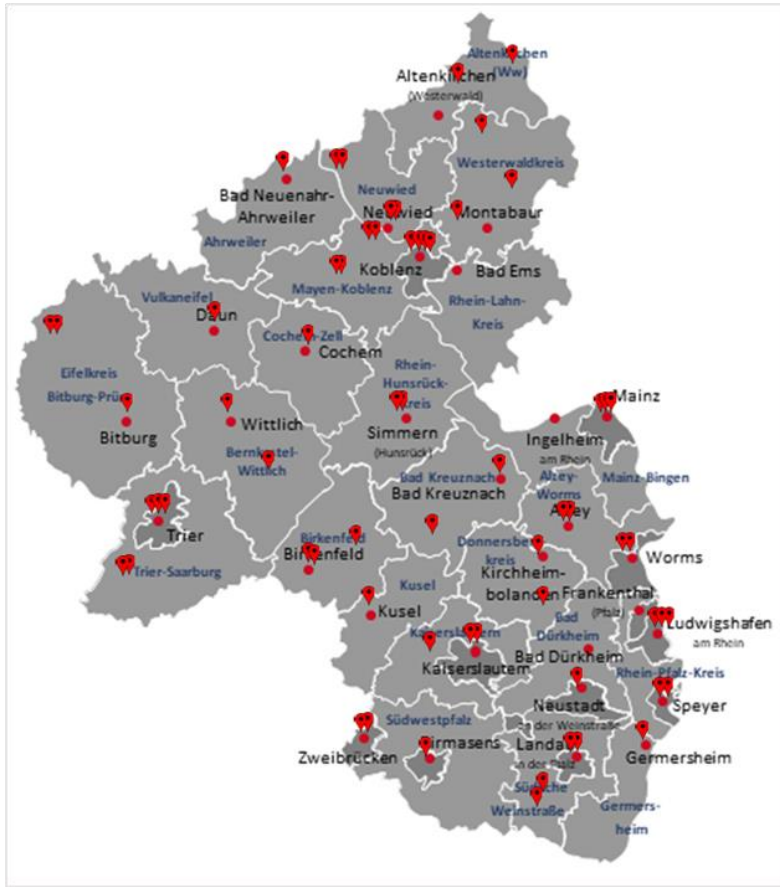 Altenkirchen
(Ww)
Altenkirchen
(Westerwald)
Westerwaldkreis
Neuwied
Bad Neuenahr-
Ahrweiler
Neuwied
Montabaur
Ahrweiler
Koblenz
Bad Ems
Mayen-Koblenz
Rhein-Lahn-
Kreis
Vulkaneifel
Daun
Cochem-Zell
Cochem
Eifelkreis
Bitburg-Prüm
Rhein-
Hunsrück-
Kreis
Bitburg
Wittlich
Simmern
(Hunsrück)
Mainz
Ingelheim
am Rhein
Bernkastel-
Wittlich
Bad Kreuznach
Bad Kreuznach
Alzey-
Worms
Mainz-Bingen
Alzey
Trier
Trier-Saarburg
Birkenfeld
Birkenfeld
Donnersberg
kreis
Worms
Kirchheim-
bolanden
Kusel
Kusel
Frankenthal
(Pfalz)
Ludwigshafen
am Rhein
Kaiserslautern
Kaiserslautern
Bad
Dürkheim
Bad Dürkheim
Rhein-Pfalz-Kreis
Neustadt
an der Weinstraße
Speyer
Südwestpfalz
Zweibrücken
Pirmasens
Landau
in der Pfalz
Germersheim
Südliche
Weinstraße
Germers-
heim